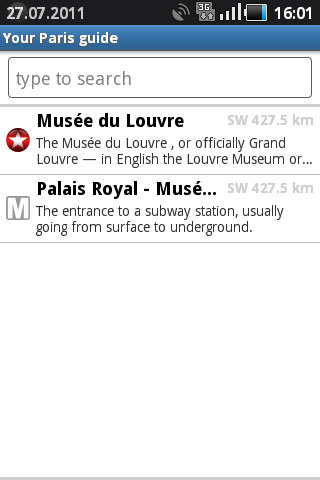 27.07.2011 3G 16:01
Your Paris guide
type to search
Musée du Louvre SW 427.5 km
The Musée du Louvre , or officially Grand
Louvre — in English the Louvre Museum or...
Palais Royal - Musé... SW 427.5 km
M The entrance to a subway station, usually
going from surface to underground.